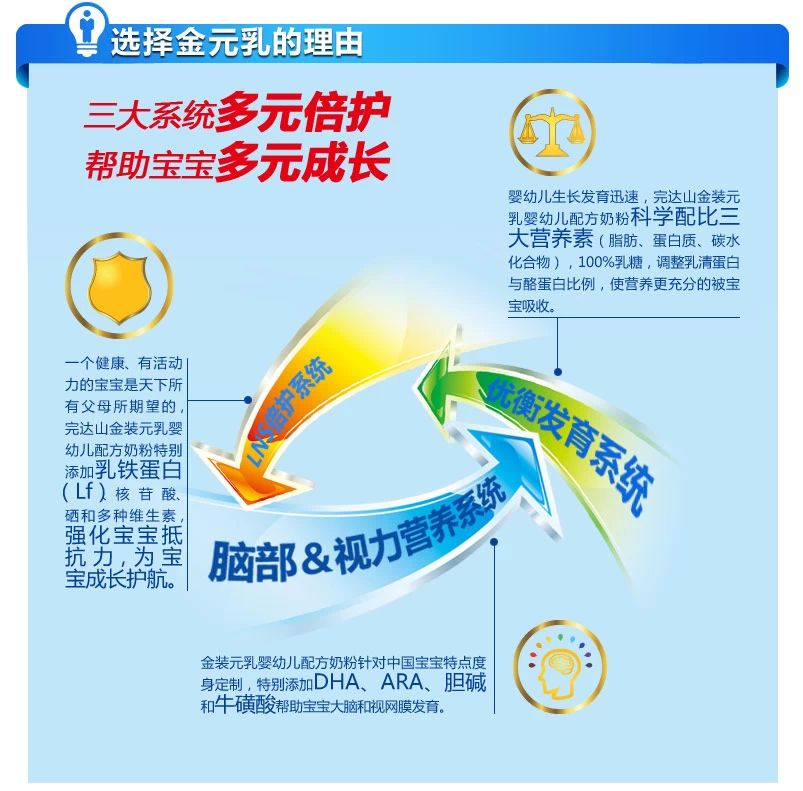 选择金元乳的理由
三大系统多元倍护
帮助宝宝多元成长
婴幼儿生长发育迅速，完达山金装元
乳婴幼儿配方奶粉科学配比三
大营养素（脂肪、蛋白质、碳水
化合物），100%乳糖，调整乳清蛋白
与酪蛋白比例，使营养更充分的被宝
宝吸收。
一个健康、有活动
力的宝宝是天下所
有父母所期望的，
完达山金装元乳婴
幼儿配方奶粉特别
添加乳铁蛋白
（Lf）、核苷酸、
硒和多种维生素，
强化宝宝抵
抗力，为宝
宝成长护航。
LNS倍护系统
优衡发育系统
脑部＆视力营养系统
金装元乳婴幼儿配方奶粉针对中国宝宝特点度
身定制，特别添加DHA、ARA、胆碱
和牛磺酸帮助宝宝大脑和视网膜发育。